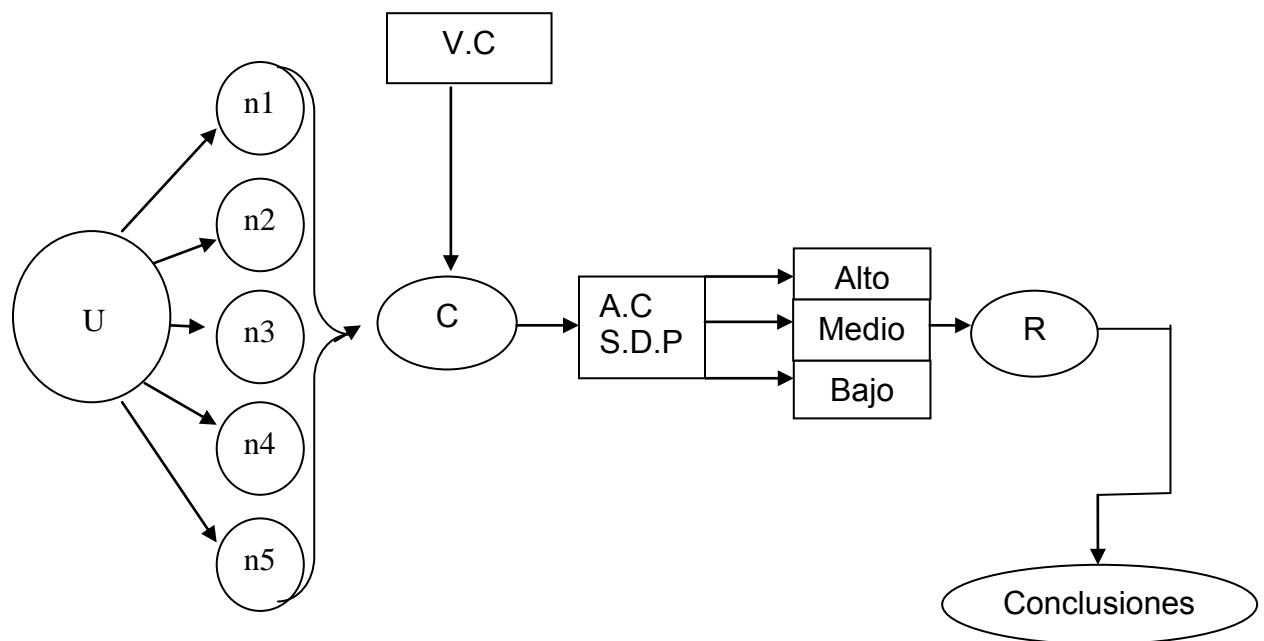 V.C
n1
n2
n3
n4
n5
U
C
A.C
S.D.P
Alto
Medio
Bajo
R
Conclusiones